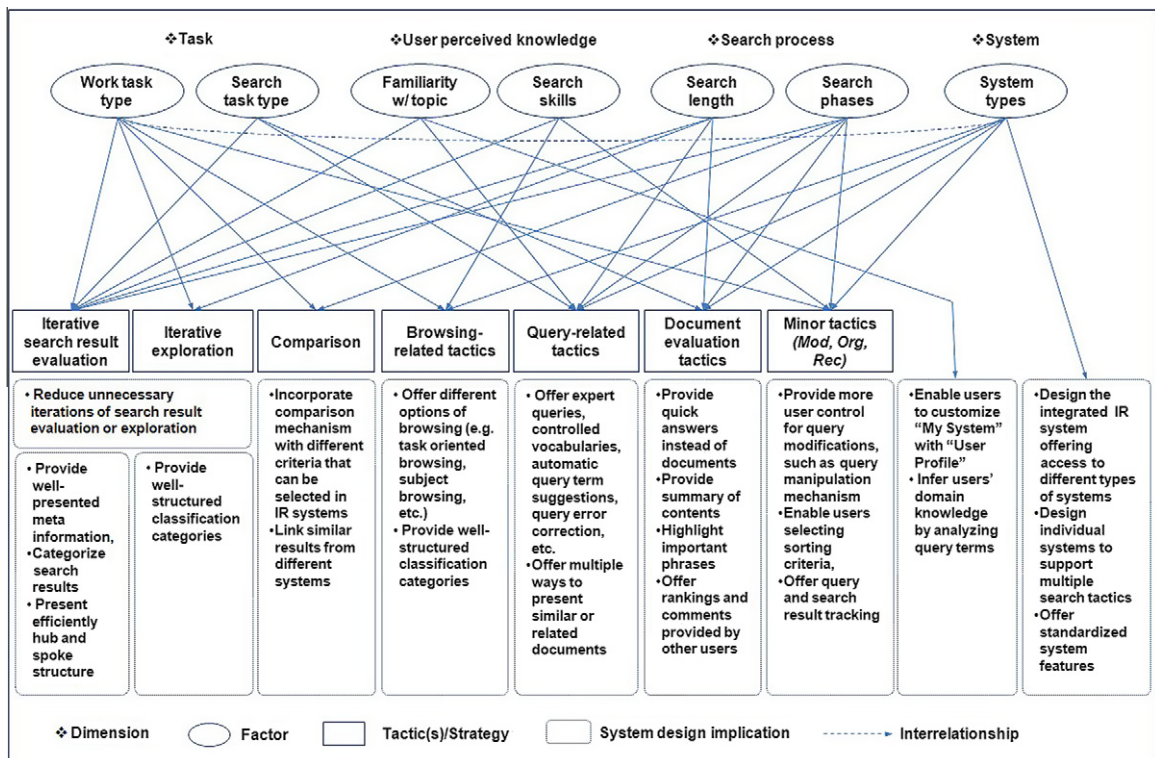 ❖Task
❖User perceived knowledge
❖Search process
❖System
Work task
type
Search
task type
Familiarity
w/ topic
Search
skills
Search
length
Search
phases
System
types
Iterative
search result
evaluation
Iterative
exploration
Comparison
Browsing-
related tactics
Query-related
tactics
Document
evaluation
tactics
Minor tactics
(Mod, Org,
Rec)
• Reduce unnecessary
iterations of search result
evaluation or exploration
• Provide
well-
presented
meta
information,
• Categorize
search
results
• Present
efficiently
hub and
spoke
structure
• Provide
well-
structured
classification
categories
• Incorporate
comparison
mechanism
with different
criteria that
can be
selected in
IR systems
• Link similar
results from
different
systems
• Offer different
options of
browsing (e.g.
task oriented
browsing,
subject
browsing,
etc.)
• Provide well-
structured
classification
categories
• Offer expert
queries,
controlled
vocabularies,
automatic
query term
suggestions,
query error
correction,
etc.
• Offer multiple
ways to
present
similar or
related
documents
• Provide
quick
answers
instead of
documents
• Provide
summary of
contents
• Highlight
important
phrases
• Offer
rankings and
comments
provided by
other users
• Provide more
user control
for query
modifications,
such as query
manipulation
mechanism
• Enable users
selecting
sorting
criteria,
• Offer query
and search
result tracking
• Enable users
to customize
“My System”
with “User
Profile”
• Infer users’
domain
knowledge
by analyzing
query terms
• Design the
integrated IR
system
offering
access to
different types
of systems
• Design
individual
systems to
support
multiple
search tactics
• Offer
standardized
system
features
❖ Dimension
Factor
Tactic(s)/Strategy
System design implication
Interrelationship